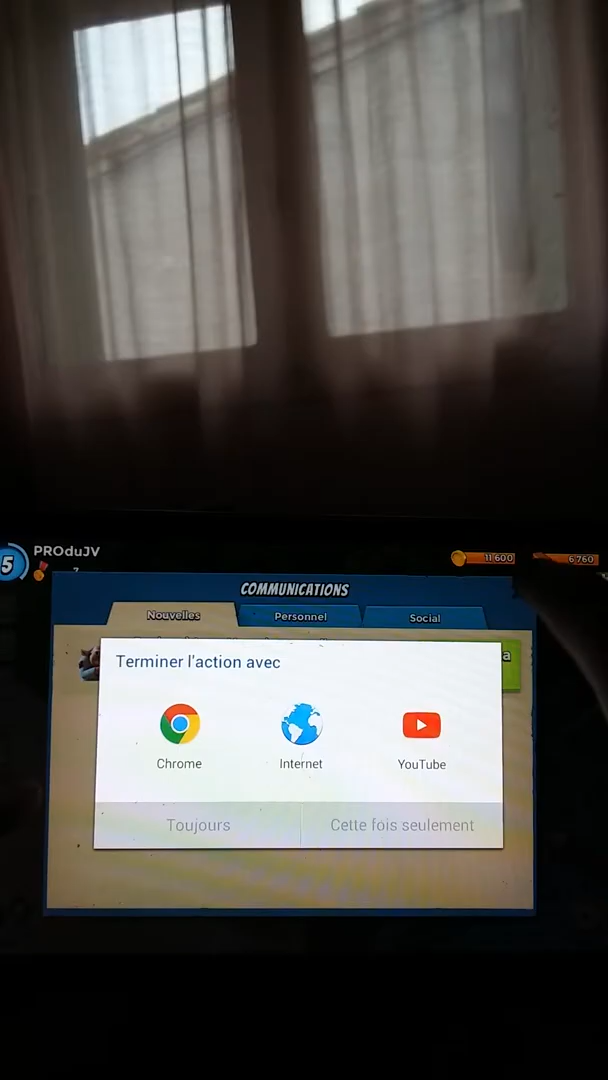 5
PROduJV
7
11 600
6 760
COMMUNICATIONS
Nouvelles
Personnel
Social
a
Terminer l'action avec
Chrome
Internet
YouTube
Toujours
Cette fois seulement